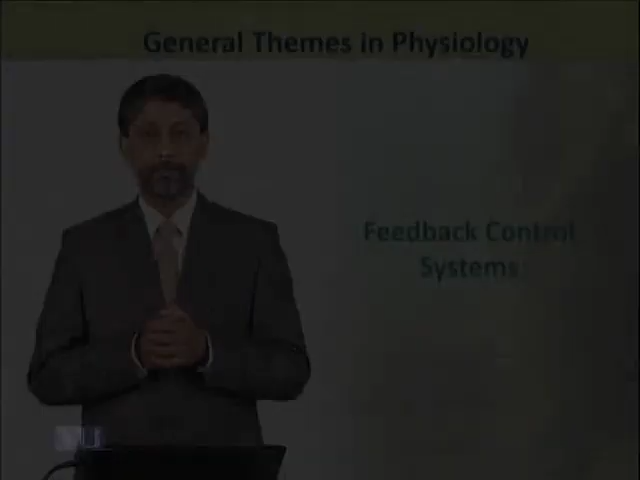 General Themes in Physiology
Feedback Control
Systems